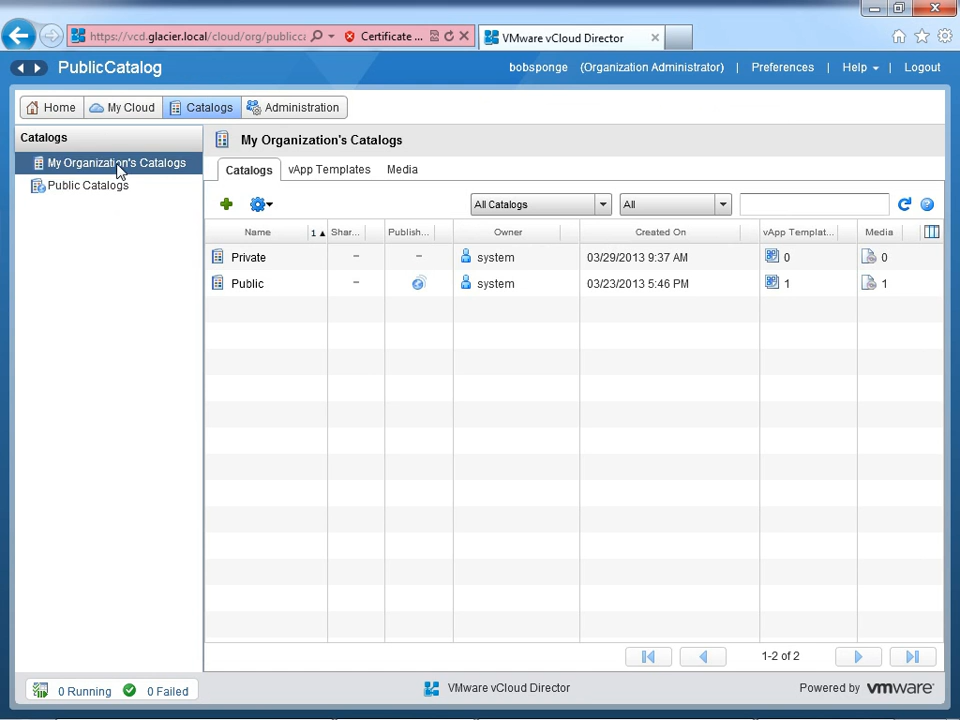 https://vcd.glacier.local/cloud/org/publicca
Certificate ...
VMware vCloud Director
PublicCatalog
bobsponge (Organization Administrator) | Preferences | Help | Logout
Home
My Cloud
Catalogs
Administration
Catalogs
My Organization's Catalogs
My Organization's Catalogs
Public Catalogs
Catalogs
vApp Templates
Media
All Catalogs
All
Name 1 ▲ Shar... Publish... Owner Created On vApp Templat... Media
Private – – system 03/29/2013 9:37 AM 0 0
Public – system 03/23/2013 5:46 PM 1 1
1-2 of 2
0 Running 0 Failed
VMware vCloud Director
Powered by vmware